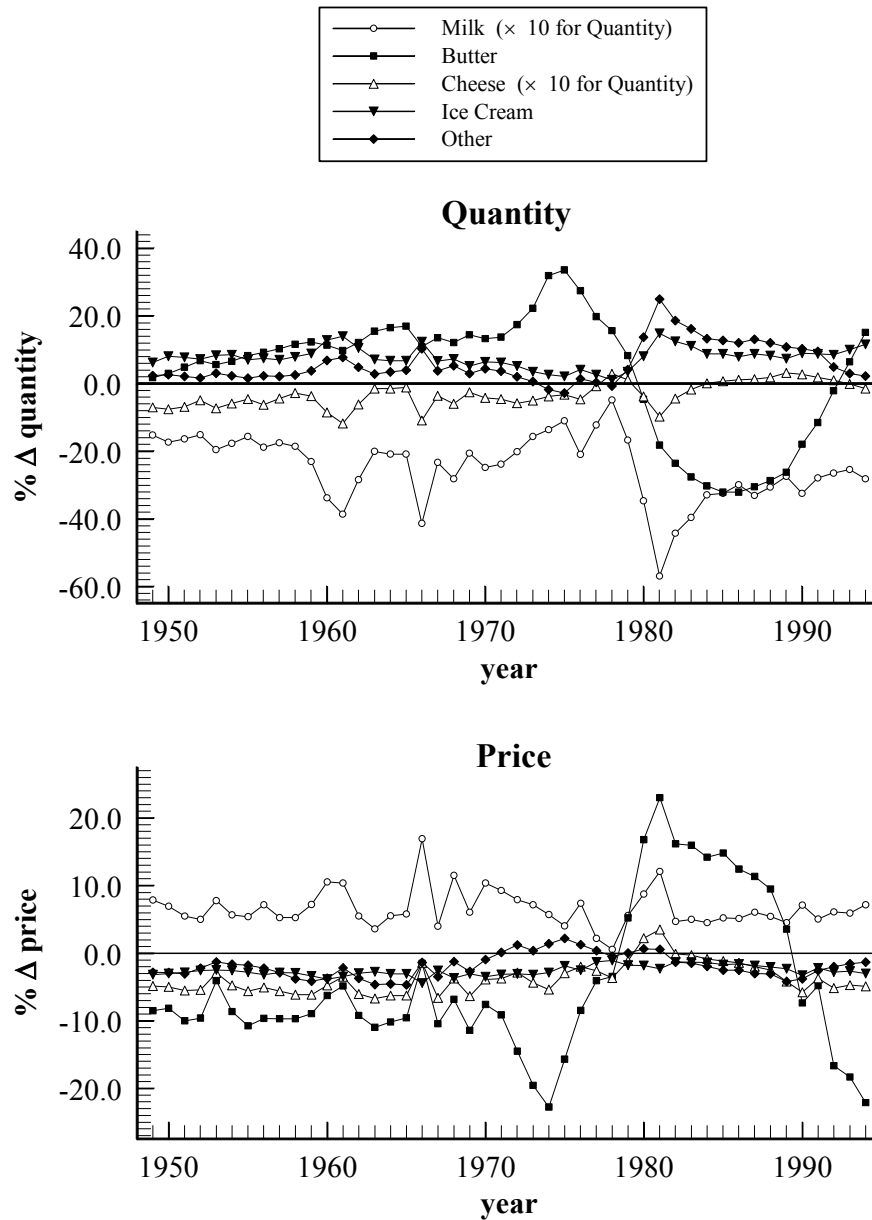 Milk (× 10 for Quantity)
Butter
Cheese (× 10 for Quantity)
Ice Cream
Other
Quantity
40.0
20.0
0.0
-20.0
-40.0
-60.0
% Δ quantity
1950 1960 1970 1980 1990
year
Price
20.0
10.0
0.0
-10.0
-20.0
% Δ price
1950 1960 1970 1980 1990
year